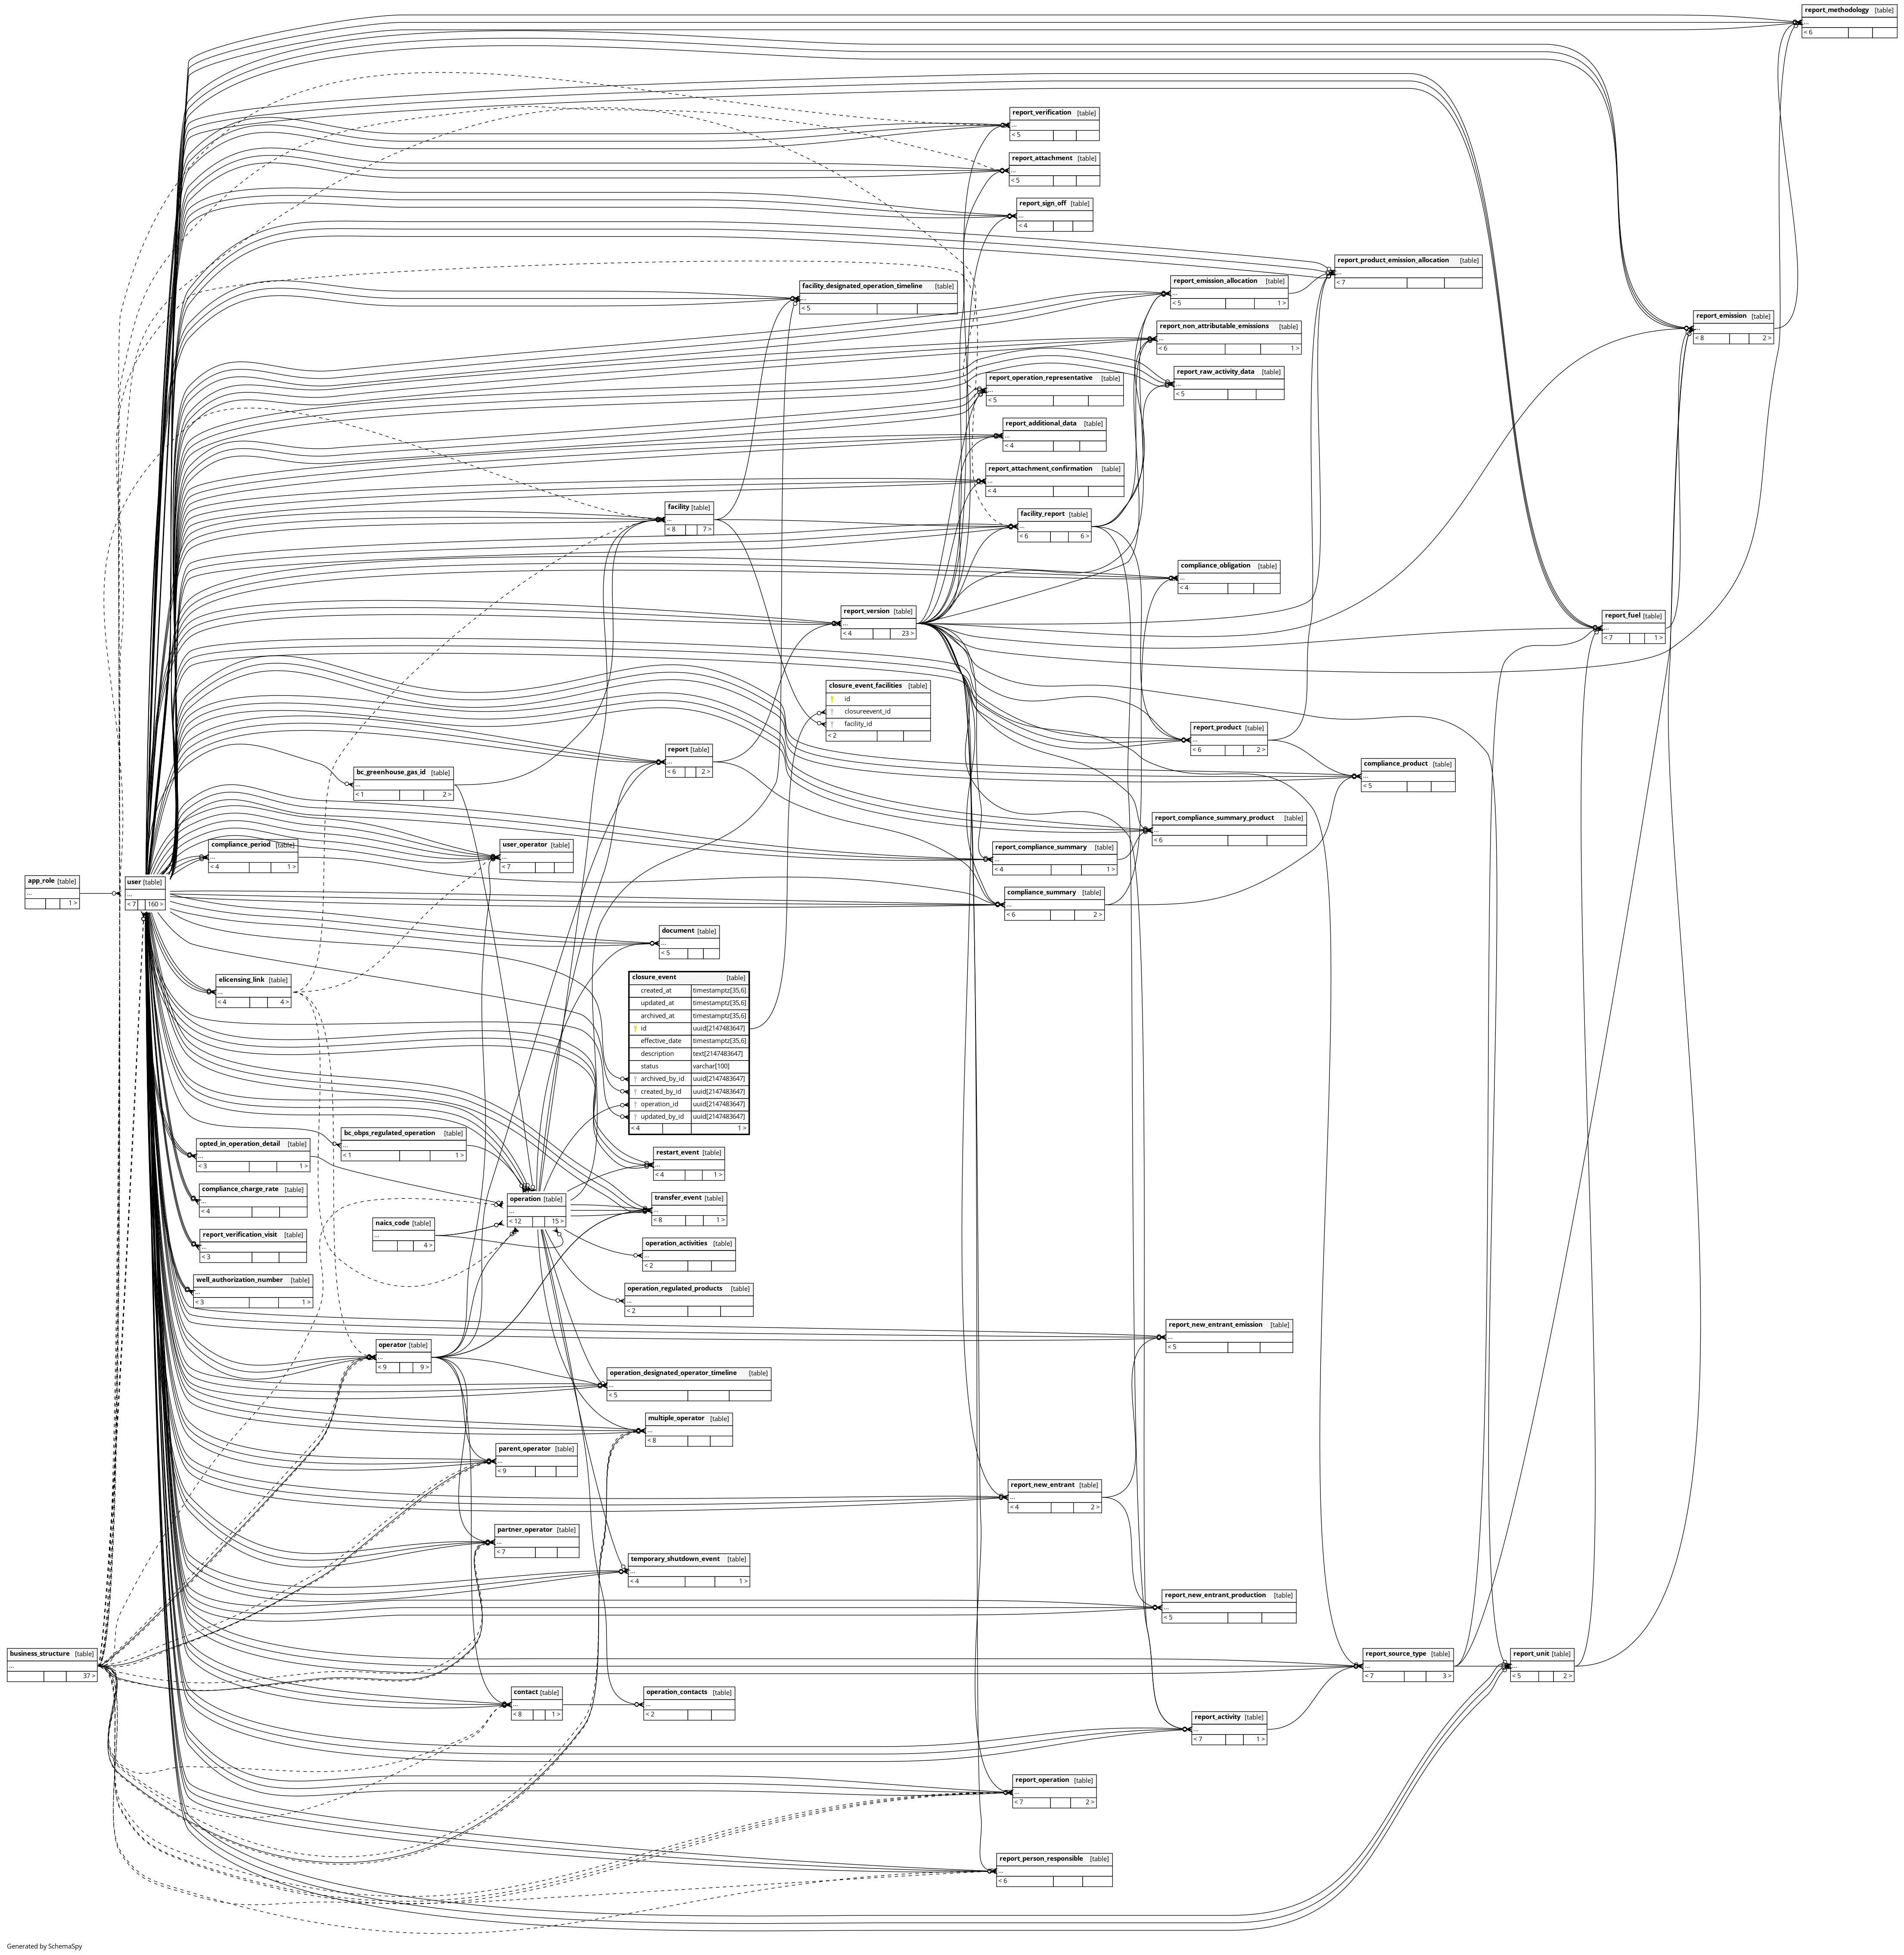 report_methodology [table]
...
< 6
report_verification [table]
...
< 5
report_attachment [table]
...
< 5
report_sign_off [table]
...
< 4
report_product_emission_allocation [table]
...
< 7
facility_designated_operation_timeline [table]
...
< 5
report_emission_allocation [table]
...
< 5 1 >
report_emission [table]
...
< 8 2 >
report_non_attributable_emissions [table]
...
< 6 1 >
report_raw_activity_data [table]
...
< 5
report_operation_representative [table]
...
< 5
report_additional_data [table]
...
< 4
report_attachment_confirmation [table]
...
< 4
facility [table]
...
< 8 7 >
facility_report [table]
...
< 6 6 >
compliance_obligation [table]
...
< 4
report_version [table]
...
< 4 23 >
report_fuel [table]
...
< 7 1 >
closure_event_facilities [table]
id
closureevent_id
facility_id
< 2
report_product [table]
...
< 6 2 >
report [table]
...
< 6 2 >
compliance_product [table]
...
< 5
bc_greenhouse_gas_id [table]
...
< 1 2 >
report_compliance_summary_product [table]
...
< 6
compliance_period [table]
...
< 4 1 >
user_operator [table]
...
< 7
report_compliance_summary [table]
...
< 4 1 >
app_role [table]
...
1 >
user [table]
...
< 7 160 >
compliance_summary [table]
...
< 6 2 >
document [table]
...
< 5
elicensing_link [table]
...
< 4 4 >
closure_event [table]
created_at timestamptz[35,6]
updated_at timestamptz[35,6]
archived_at timestamptz[35,6]
id uuid[2147483647]
effective_date timestamptz[35,6]
description text[2147483647]
status varchar[100]
archived_by_id uuid[2147483647]
created_by_id uuid[2147483647]
operation_id uuid[2147483647]
updated_by_id uuid[2147483647]
< 4 1 >
opted_in_operation_detail [table]
...
< 3 1 >
bc_obps_regulated_operation [table]
...
< 1 1 >
restart_event [table]
...
< 4 1 >
compliance_charge_rate [table]
...
< 4
operation [table]
...
< 12 15 >
transfer_event [table]
...
< 8 1 >
naics_code [table]
...
4 >
report_verification_visit [table]
...
< 3
operation_activities [table]
...
< 2
well_authorization_number [table]
...
< 3 1 >
operation_regulated_products [table]
...
< 2
report_new_entrant_emission [table]
...
< 5
operator [table]
...
< 9 9 >
operation_designated_operator_timeline [table]
...
< 5
multiple_operator [table]
...
< 8
parent_operator [table]
...
< 9
report_new_entrant [table]
...
< 4 2 >
partner_operator [table]
...
< 7
temporary_shutdown_event [table]
...
< 4 1 >
report_new_entrant_production [table]
...
< 5
business_structure [table]
...
37 >
report_source_type [table]
...
< 7 3 >
report_unit [table]
...
< 5 2 >
contact [table]
...
< 8 1 >
operation_contacts [table]
...
< 2
report_activity [table]
...
< 7 1 >
report_operation [table]
...
< 7 2 >
report_person_responsible [table]
...
< 6
Generated by SchemaSpy